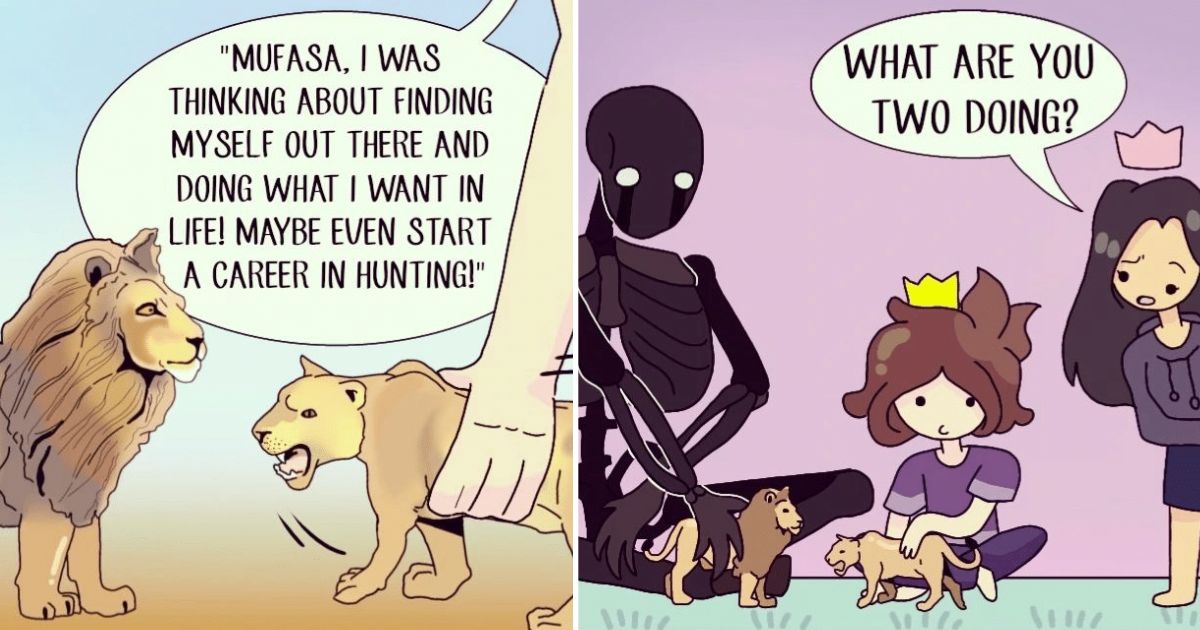 "MUFASA, I WAS
THINKING ABOUT FINDING
MYSELF OUT THERE AND
DOING WHAT I WANT IN
LIFE! MAYBE EVEN START
A CAREER IN HUNTING!"
WHAT ARE YOU
TWO DOING?